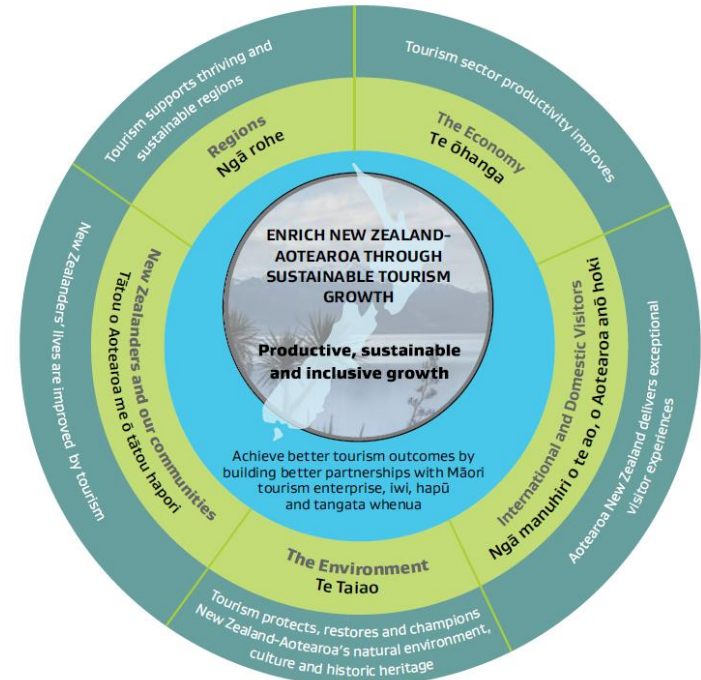 ENRICH NEW ZEALAND–
AOTEAROA THROUGH
SUSTAINABLE TOURISM
GROWTH
Productive, sustainable
and inclusive growth
Achieve better tourism outcomes by
building better partnerships with Māori
tourism enterprise, iwi, hapū
and tangata whenua
The Economy
Te ōhanga
Tourism sector productivity improves
International and Domestic Visitors
Ngā manuhiri o te ao, o Aotearoa anō hoki
Aotearoa New Zealand delivers exceptional
visitor experiences
The Environment
Te Taiao
Tourism protects, restores and champions
New Zealand-Aotearoa's natural environment,
culture and historic heritage
New Zealanders and our communities
Tātou o Aotearoa me ō tātou hapori
New Zealanders' lives are improved by tourism
Regions
Ngā rohe
Tourism supports thriving and
sustainable regions